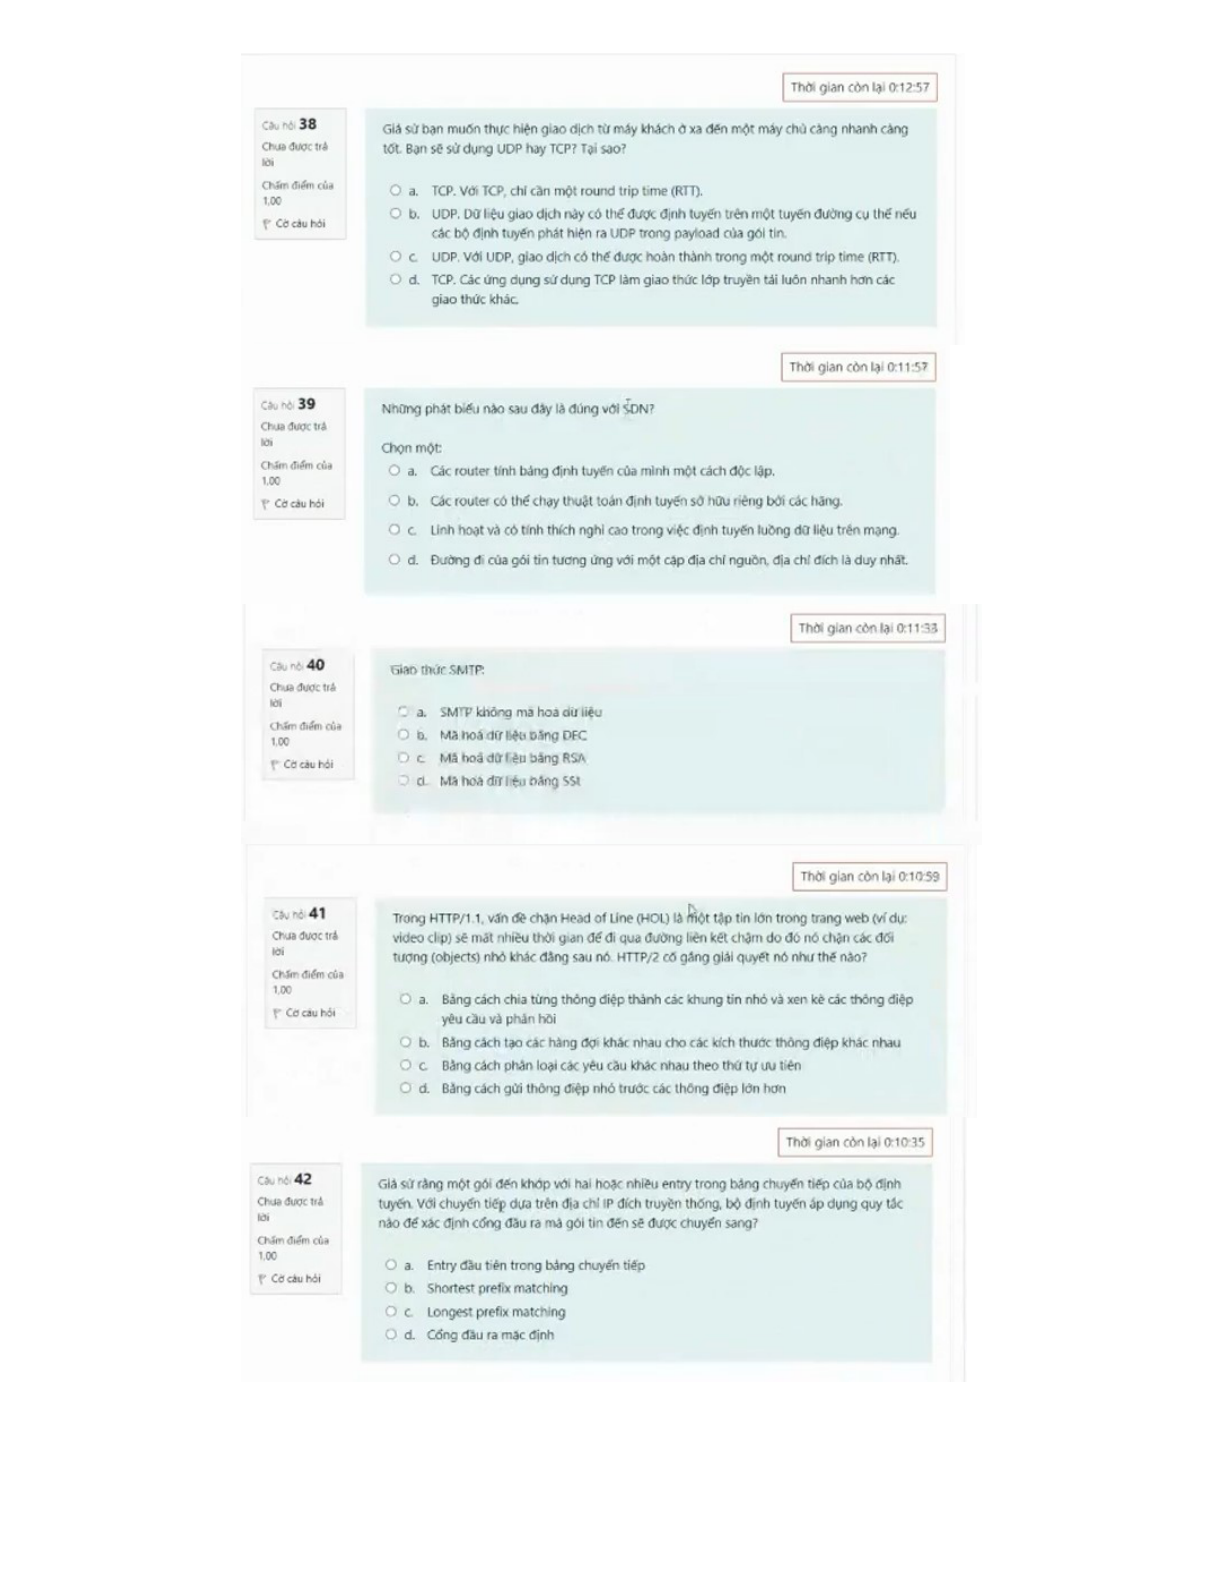 Thời gian còn lại 0:12:57
Câu hỏi 38
Chưa được trả
lời
Chấm điểm của
1,00
Cờ câu hỏi
Giả sử bạn muốn thực hiện giao dịch từ máy khách ở xa đến một máy chủ càng nhanh càng
tốt. Bạn sẽ sử dụng UDP hay TCP? Tại sao?
a. TCP. Với TCP, chỉ cần một round trip time (RTT).
b. UDP. Dữ liệu giao dịch này có thể được định tuyến trên một tuyến đường cụ thể nếu
các bộ định tuyến phát hiện ra UDP trong payload của gói tin.
c. UDP. Với UDP, giao dịch có thể được hoàn thành trong một round trip time (RTT).
d. TCP. Các ứng dụng sử dụng TCP làm giao thức lớp truyền tải luôn nhanh hơn các
giao thức khác.
Thời gian còn lại 0:11:57
Câu hỏi 39
Chưa được trả
lời
Chấm điểm của
1,00
Cờ câu hỏi
Những phát biểu nào sau đây là đúng với SDN?
Chọn một:
a. Các router tính bảng định tuyến của mình một cách độc lập.
b. Các router có thể chạy thuật toán định tuyến sở hữu riêng bởi các hãng.
c. Linh hoạt và có tính thích nghi cao trong việc định tuyến luồng dữ liệu trên mạng.
d. Đường đi của gói tin tương ứng với một cặp địa chỉ nguồn, địa chỉ đích là duy nhất.
Thời gian còn lại 0:11:33
Câu hỏi 40
Chưa được trả
lời
Chấm điểm của
1,00
Cờ câu hỏi
Giao thức SMTP:
a. SMTP không mã hoá dữ liệu
b. Mã hoá dữ liệu bằng DEC
c. Mã hoá dữ liệu bằng RSA
d. Mã hoá dữ liệu bằng SSL
Thời gian còn lại 0:10:59
Câu hỏi 41
Chưa được trả
lời
Chấm điểm của
1,00
Cờ câu hỏi
Trong HTTP/1.1, vấn đề chặn Head of Line (HOL) là một tập tin lớn trong trang web (ví dụ:
video clip) sẽ mất nhiều thời gian để đi qua đường liên kết chậm do đó nó chặn các đối
tượng (objects) nhỏ khác đằng sau nó. HTTP/2 cố gắng giải quyết nó như thế nào?
a. Bằng cách chia từng thông điệp thành các khung tin nhỏ và xen kẽ các thông điệp
yêu cầu và phản hồi
b. Bằng cách tạo các hàng đợi khác nhau cho các kích thước thông điệp khác nhau
c. Bằng cách phân loại các yêu cầu khác nhau theo thứ tự ưu tiên
d. Bằng cách gửi thông điệp nhỏ trước các thông điệp lớn hơn
Thời gian còn lại 0:10:35
Câu hỏi 42
Chưa được trả
lời
Chấm điểm của
1,00
Cờ câu hỏi
Giả sử rằng một gói đến khớp với hai hoặc nhiều entry trong bảng chuyển tiếp của bộ định
tuyến. Với chuyển tiếp dựa trên địa chỉ IP đích truyền thống, bộ định tuyến áp dụng quy tắc
nào để xác định cổng đầu ra mà gói tin đến sẽ được chuyển sang?
a. Entry đầu tiên trong bảng chuyển tiếp
b. Shortest prefix matching
c. Longest prefix matching
d. Cổng đầu ra mặc định